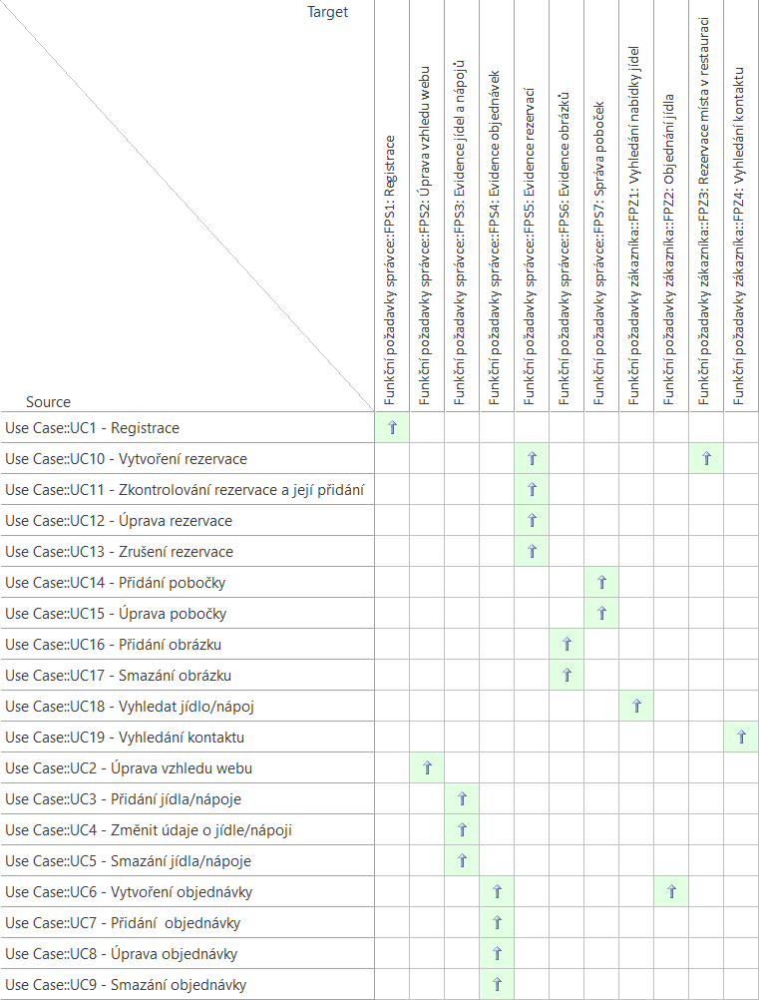 Target
Funkční požadavky správce::FPS1: Registrace
Funkční požadavky správce::FPS2: Úprava vzhledu webu
Funkční požadavky správce::FPS3: Evidence jídel a nápojů
Funkční požadavky správce::FPS4: Evidence objednávek
Funkční požadavky správce::FPS5: Evidence rezervací
Funkční požadavky správce::FPS6: Evidence obrázků
Funkční požadavky správce::FPS7: Správa poboček
Funkční požadavky zákazníka::FPZ1: Vyhledání nabídky jídel
Funkční požadavky zákazníka::FPZ2: Objednání jídla
Funkční požadavky zákazníka::FPZ3: Rezervace místa v restauraci
Funkční požadavky zákazníka::FPZ4: Vyhledání kontaktu
Source
Use Case::UC1 - Registrace
Use Case::UC10 - Vytvoření rezervace
Use Case::UC11 - Zkontrolování rezervace a její přidání
Use Case::UC12 - Úprava rezervace
Use Case::UC13 - Zrušení rezervace
Use Case::UC14 - Přidání pobočky
Use Case::UC15 - Úprava pobočky
Use Case::UC16 - Přidání obrázku
Use Case::UC17 - Smazání obrázku
Use Case::UC18 - Vyhledat jídlo/nápoj
Use Case::UC19 - Vyhledání kontaktu
Use Case::UC2 - Úprava vzhledu webu
Use Case::UC3 - Přidání jídla/nápoje
Use Case::UC4 - Změnit údaje o jídle/nápoji
Use Case::UC5 - Smazání jídla/nápoje
Use Case::UC6 - Vytvoření objednávky
Use Case::UC7 - Přidání  objednávky
Use Case::UC8 - Úprava objednávky
Use Case::UC9 - Smazání objednávky